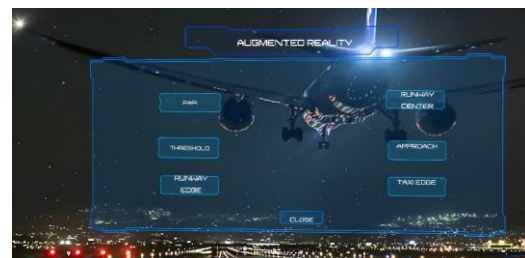 AUGMENTED REALITY
PAPI
RUNWAY
CENTER
THRESHOLD
APPROACH
RUNWAY
EDGE
TAXI EDGE
CLOSE